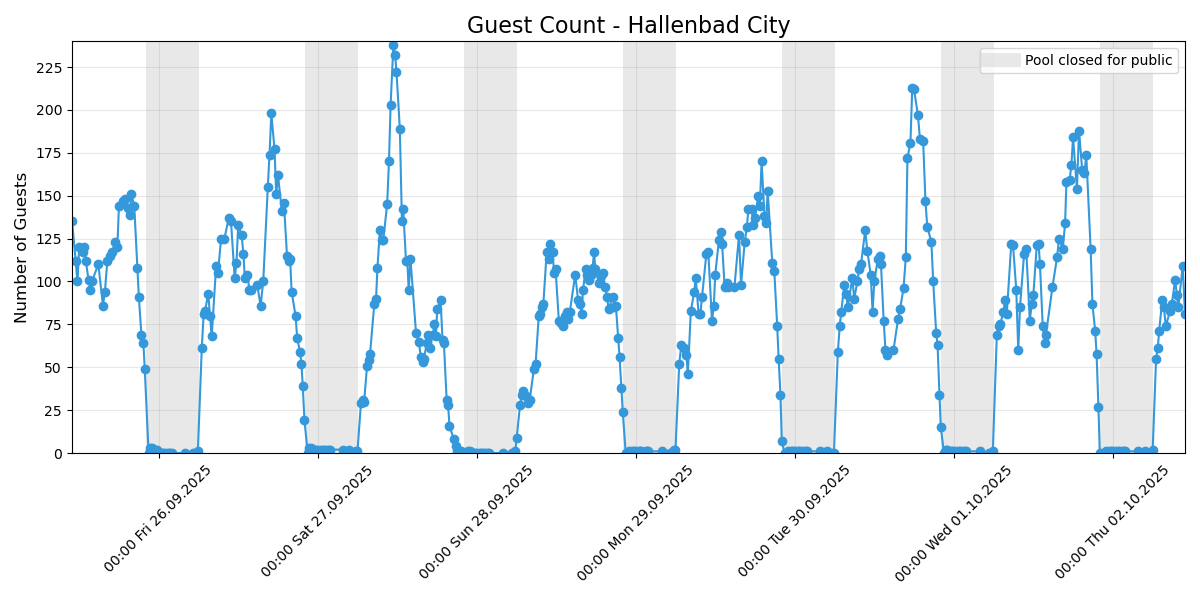 Guest Count - Hallenbad City
Pool closed for public
Number of Guests
225
200
175
150
125
100
75
50
25
0
00:00 Fri 26.09.2025
00:00 Sat 27.09.2025
00:00 Sun 28.09.2025
00:00 Mon 29.09.2025
00:00 Tue 30.09.2025
00:00 Wed 01.10.2025
00:00 Thu 02.10.2025